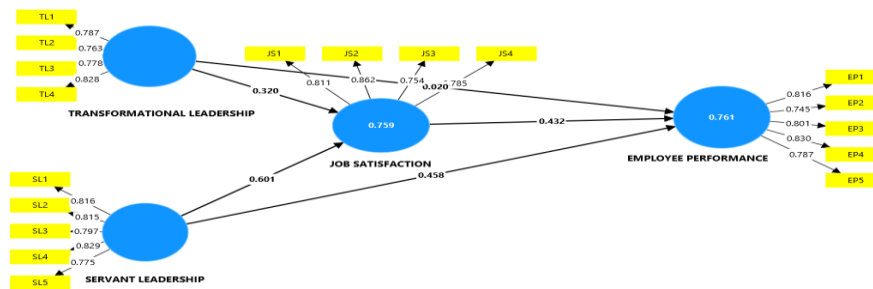 TL1
TL2
TL3
TL4
0.787
0.763
0.778
0.828
TRANSFORMATIONAL LEADERSHIP
JS1
JS2
JS3
JS4
0.811
0.862
0.754
0.785
0.020
0.320
0.759
JOB SATISFACTION
0.432
0.601
0.458
0.761
EMPLOYEE PERFORMANCE
EP1
EP2
EP3
EP4
EP5
0.816
0.745
0.801
0.830
0.787
SL1
SL2
SL3
SL4
SL5
0.816
0.815
0.797
0.829
0.775
SERVANT LEADERSHIP